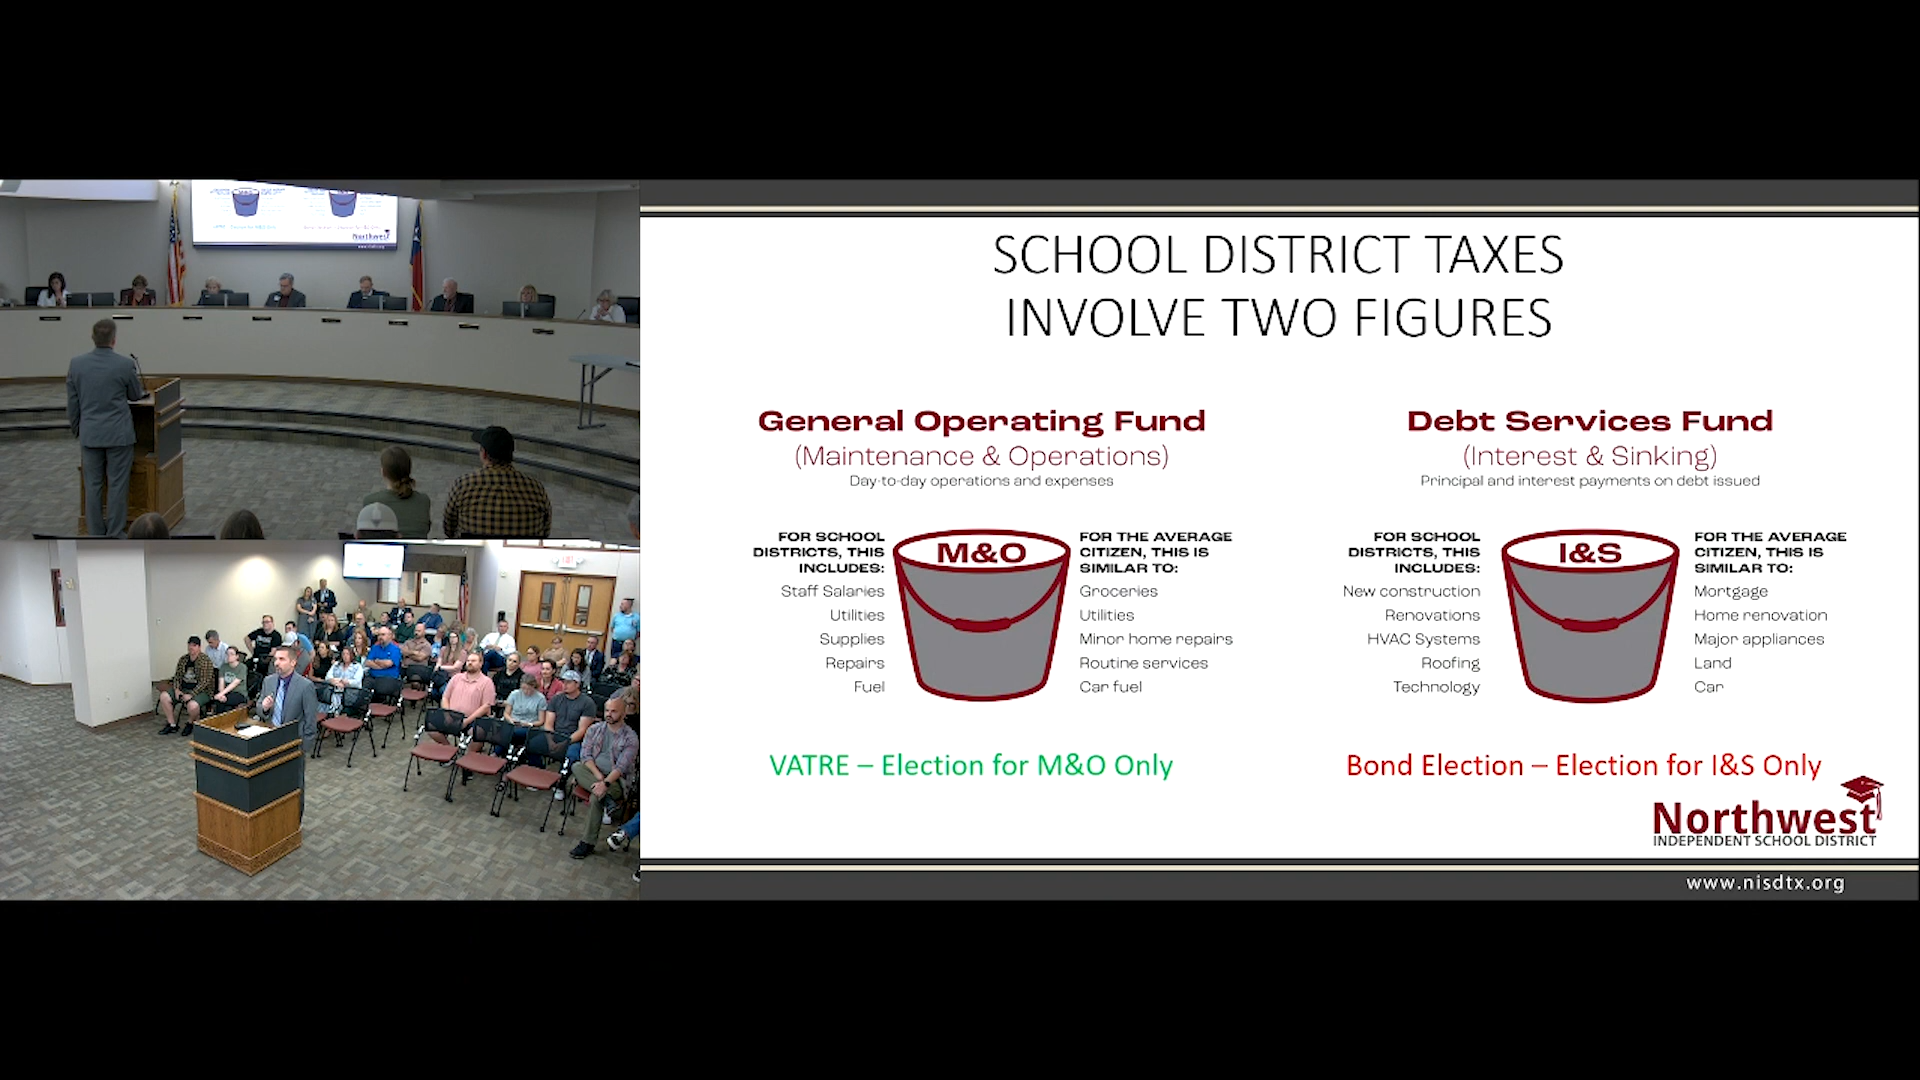 SCHOOL DISTRICT TAXES
INVOLVE TWO FIGURES
General Operating Fund
(Maintenance & Operations)
Day-to-day operations and expenses
FOR SCHOOL
DISTRICTS, THIS
INCLUDES:
Staff Salaries
Utilities
Supplies
Repairs
Fuel
M&O
FOR THE AVERAGE
CITIZEN, THIS IS
SIMILAR TO:
Groceries
Utilities
Minor home repairs
Routine services
Car fuel
VATRE – Election for M&O Only
Debt Services Fund
(Interest & Sinking)
Principal and interest payments on debt issued
FOR SCHOOL
DISTRICTS, THIS
INCLUDES:
New construction
Renovations
HVAC Systems
Roofing
Technology
I&S
FOR THE AVERAGE
CITIZEN, THIS IS
SIMILAR TO:
Mortgage
Home renovation
Major appliances
Land
Car
Bond Election – Election for I&S Only
Northwest
INDEPENDENT SCHOOL DISTRICT
www.nisdtx.org